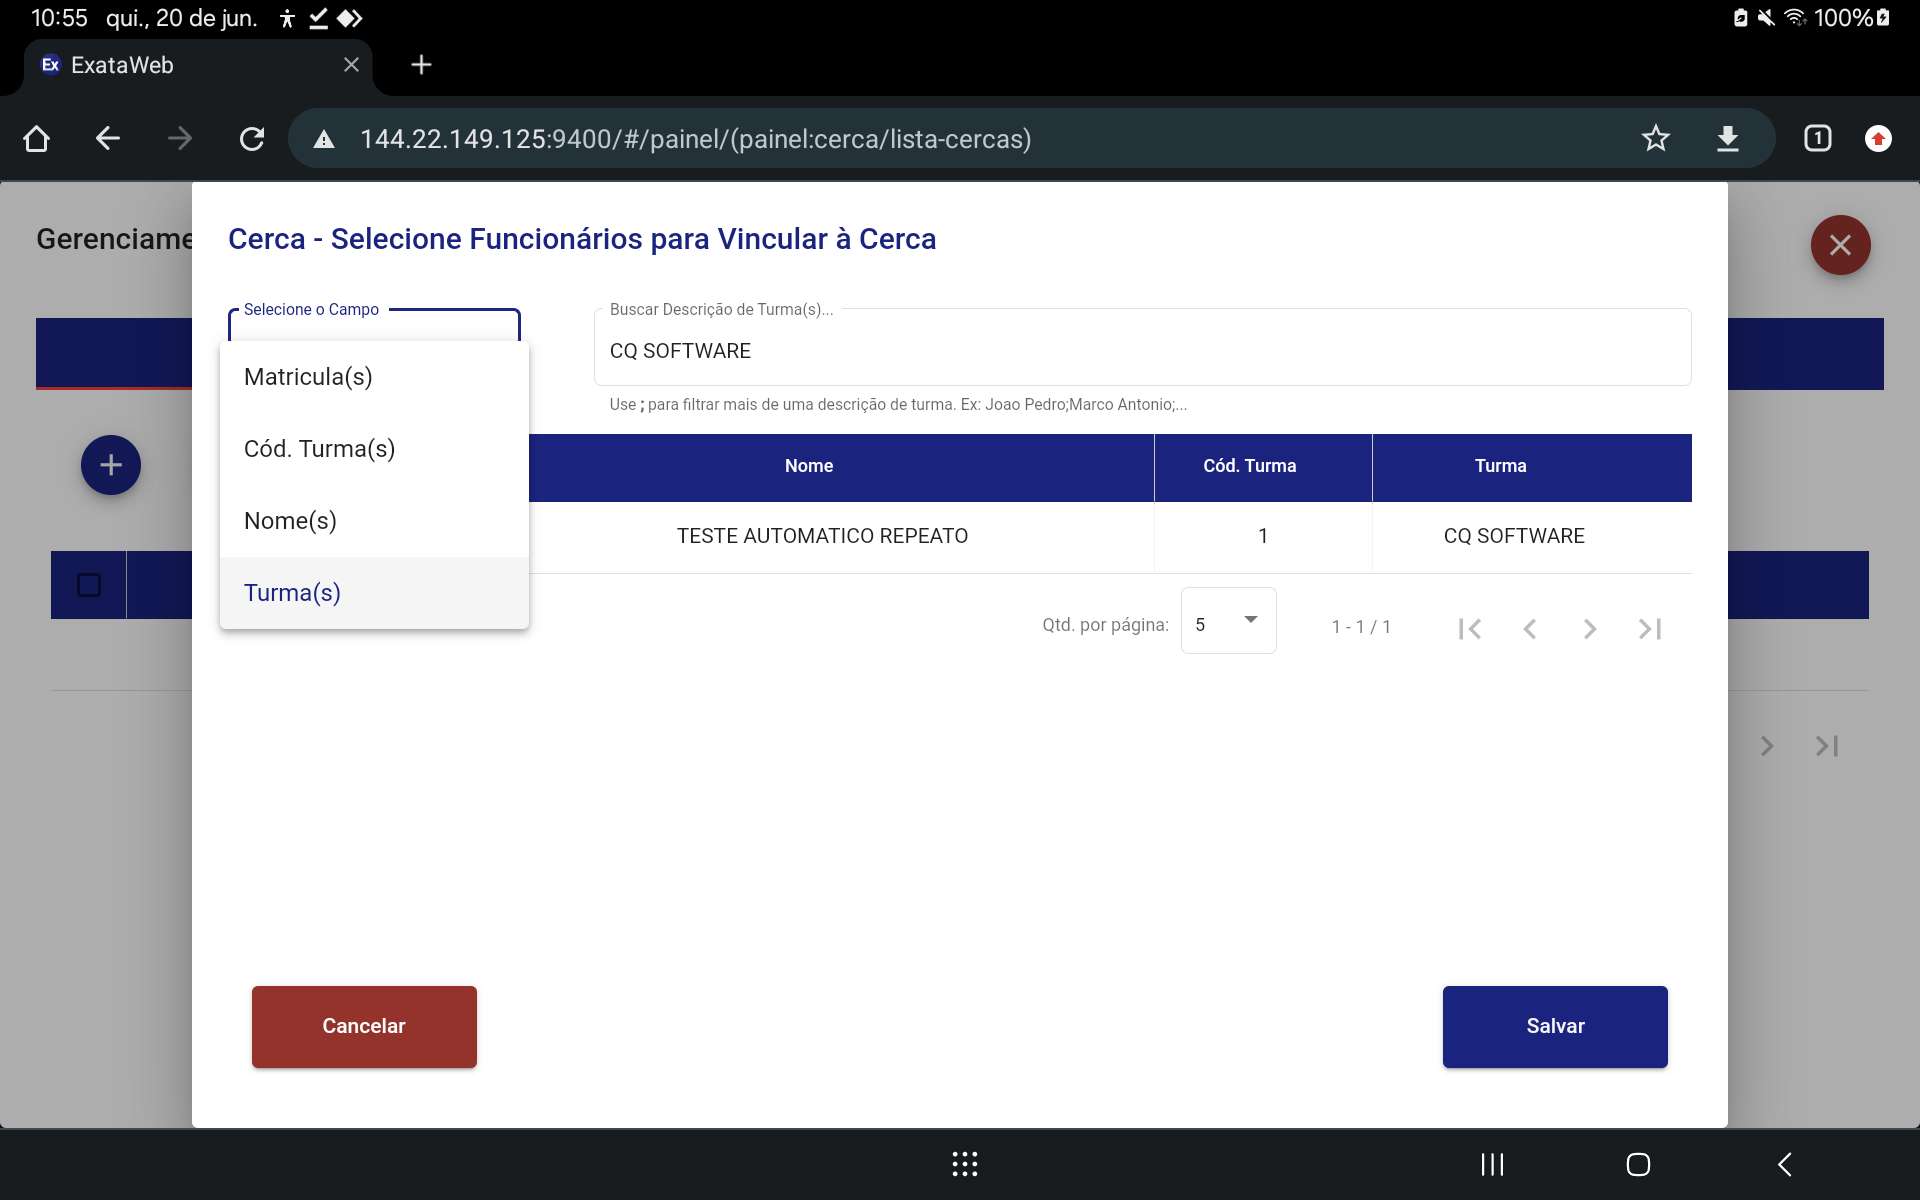 10:55 qui., 20 de jun. 100%
Ex ExataWeb
144.22.149.125:9400/#/painel/(painel:cerca/lista-cercas) 1
Gerenciame
Cerca - Selecione Funcionários para Vincular à Cerca
Selecione o Campo
Buscar Descrição de Turma(s)...
CQ SOFTWARE
Use ; para filtrar mais de uma descrição de turma. Ex: Joao Pedro;Marco Antonio;...
Matricula(s)
Cód. Turma(s)
Nome(s)
Turma(s)
Nome Cód. Turma Turma
TESTE AUTOMATICO REPEATO 1 CQ SOFTWARE
Qtd. por página: 5 1 - 1 / 1
Cancelar Salvar